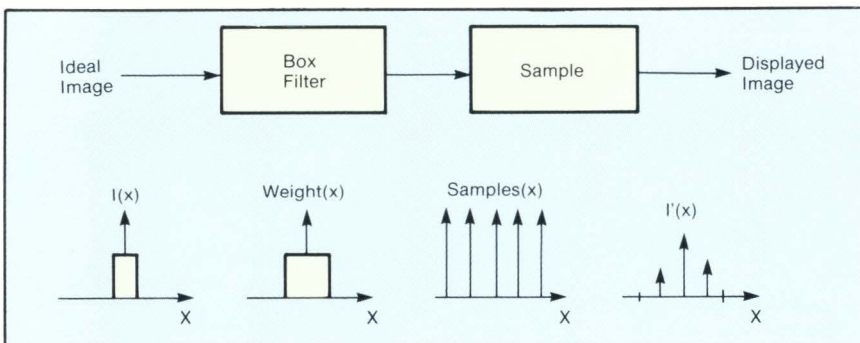 Ideal
Image
Box
Filter
Sample
Displayed
Image
I(x)
Weight(x)
Samples(x)
I'(x)
X
X
X
X